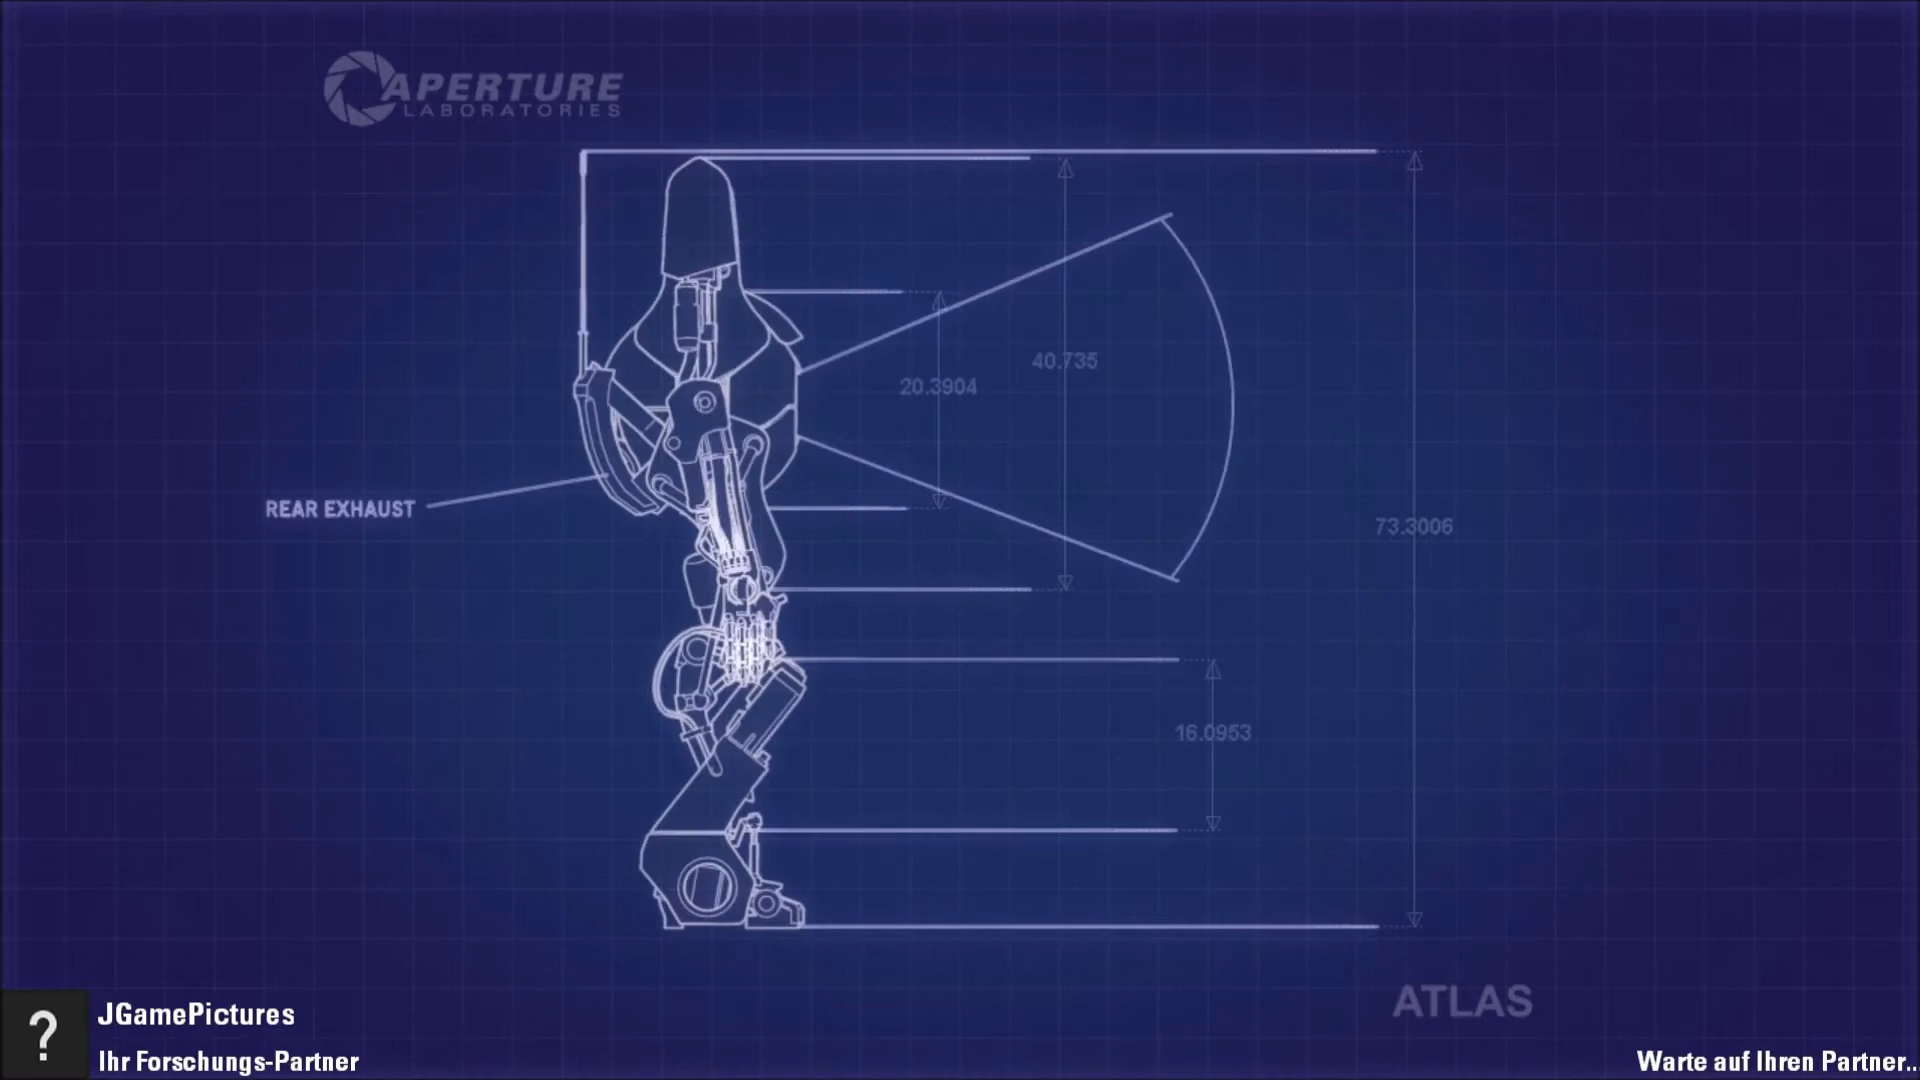 APERTURE
LABORATORIES
40.735
20.3904
REAR EXHAUST
73.3006
16.0953
ATLAS
JGamePictures
?
Ihr Forschungs-Partner
Warte auf Ihren Partner...